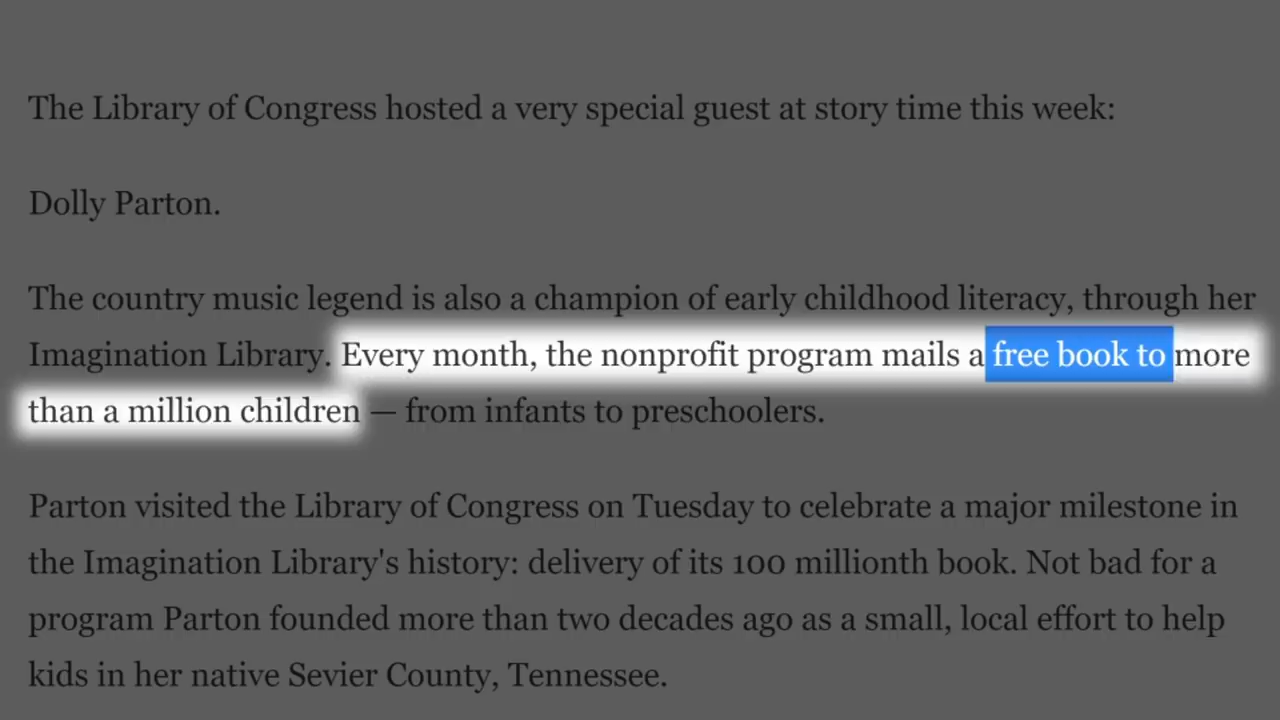 The Library of Congress hosted a very special guest at story time this week:
Dolly Parton.
The country music legend is also a champion of early childhood literacy, through her
Imagination Library. Every month, the nonprofit program mails a free book to more
than a million children — from infants to preschoolers.
Parton visited the Library of Congress on Tuesday to celebrate a major milestone in
the Imagination Library's history: delivery of its 100 millionth book. Not bad for a
program Parton founded more than two decades ago as a small, local effort to help
kids in her native Sevier County, Tennessee.